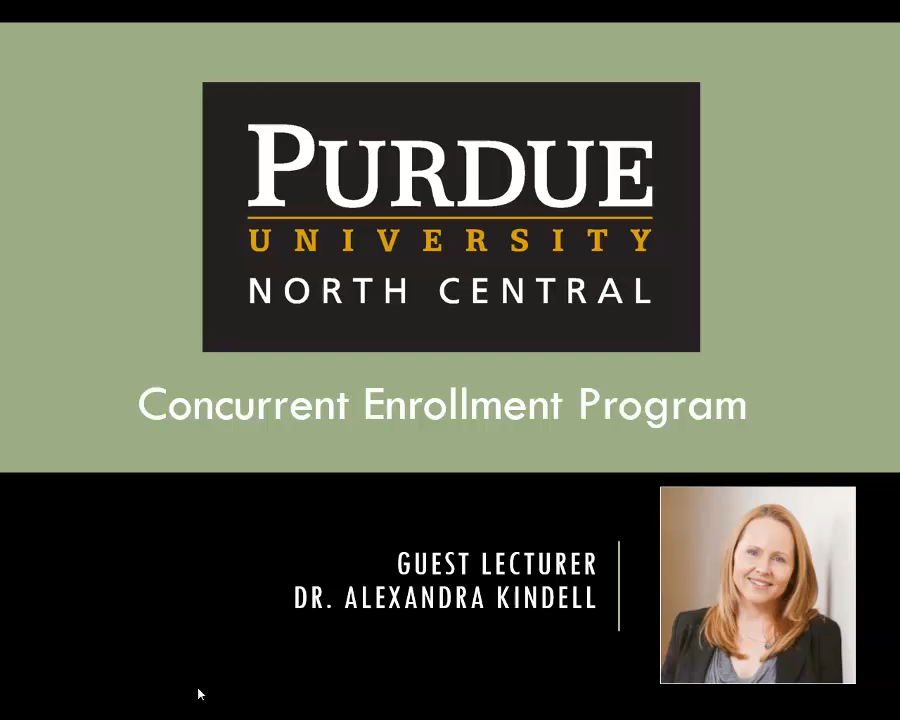 PURDUE
UNIVERSITY
NORTH CENTRAL
Concurrent Enrollment Program
GUEST LECTURER
DR. ALEXANDRA KINDELL